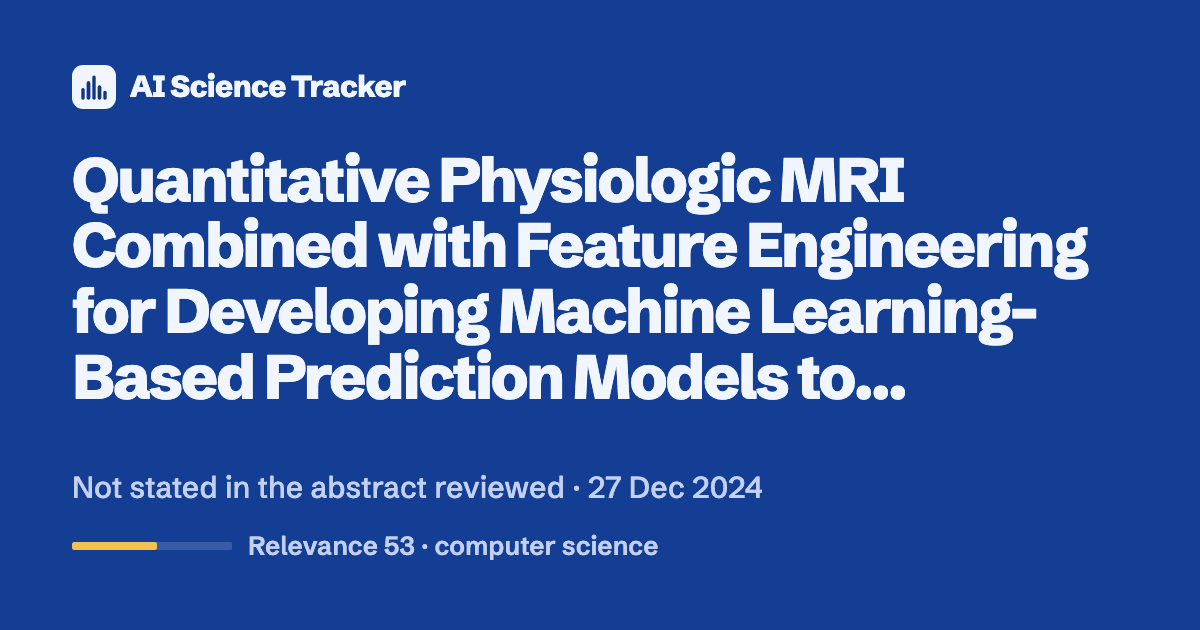 AI Science Tracker
Quantitative Physiologic MRI
Combined with Feature Engineering
for Developing Machine Learning-
Based Prediction Models to...
Not stated in the abstract reviewed · 27 Dec 2024
Relevance 53 · computer science